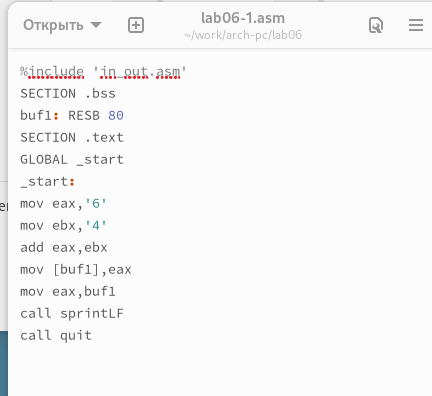 Открыть
lab06-1.asm
~/work/arch-pc/lab06
%include 'in_out.asm'
SECTION .bss
buf1: RESB 80
SECTION .text
GLOBAL _start
_start:
mov eax,'6'
mov ebx,'4'
add eax,ebx
mov [buf1],eax
mov eax,buf1
call sprintLF
call quit